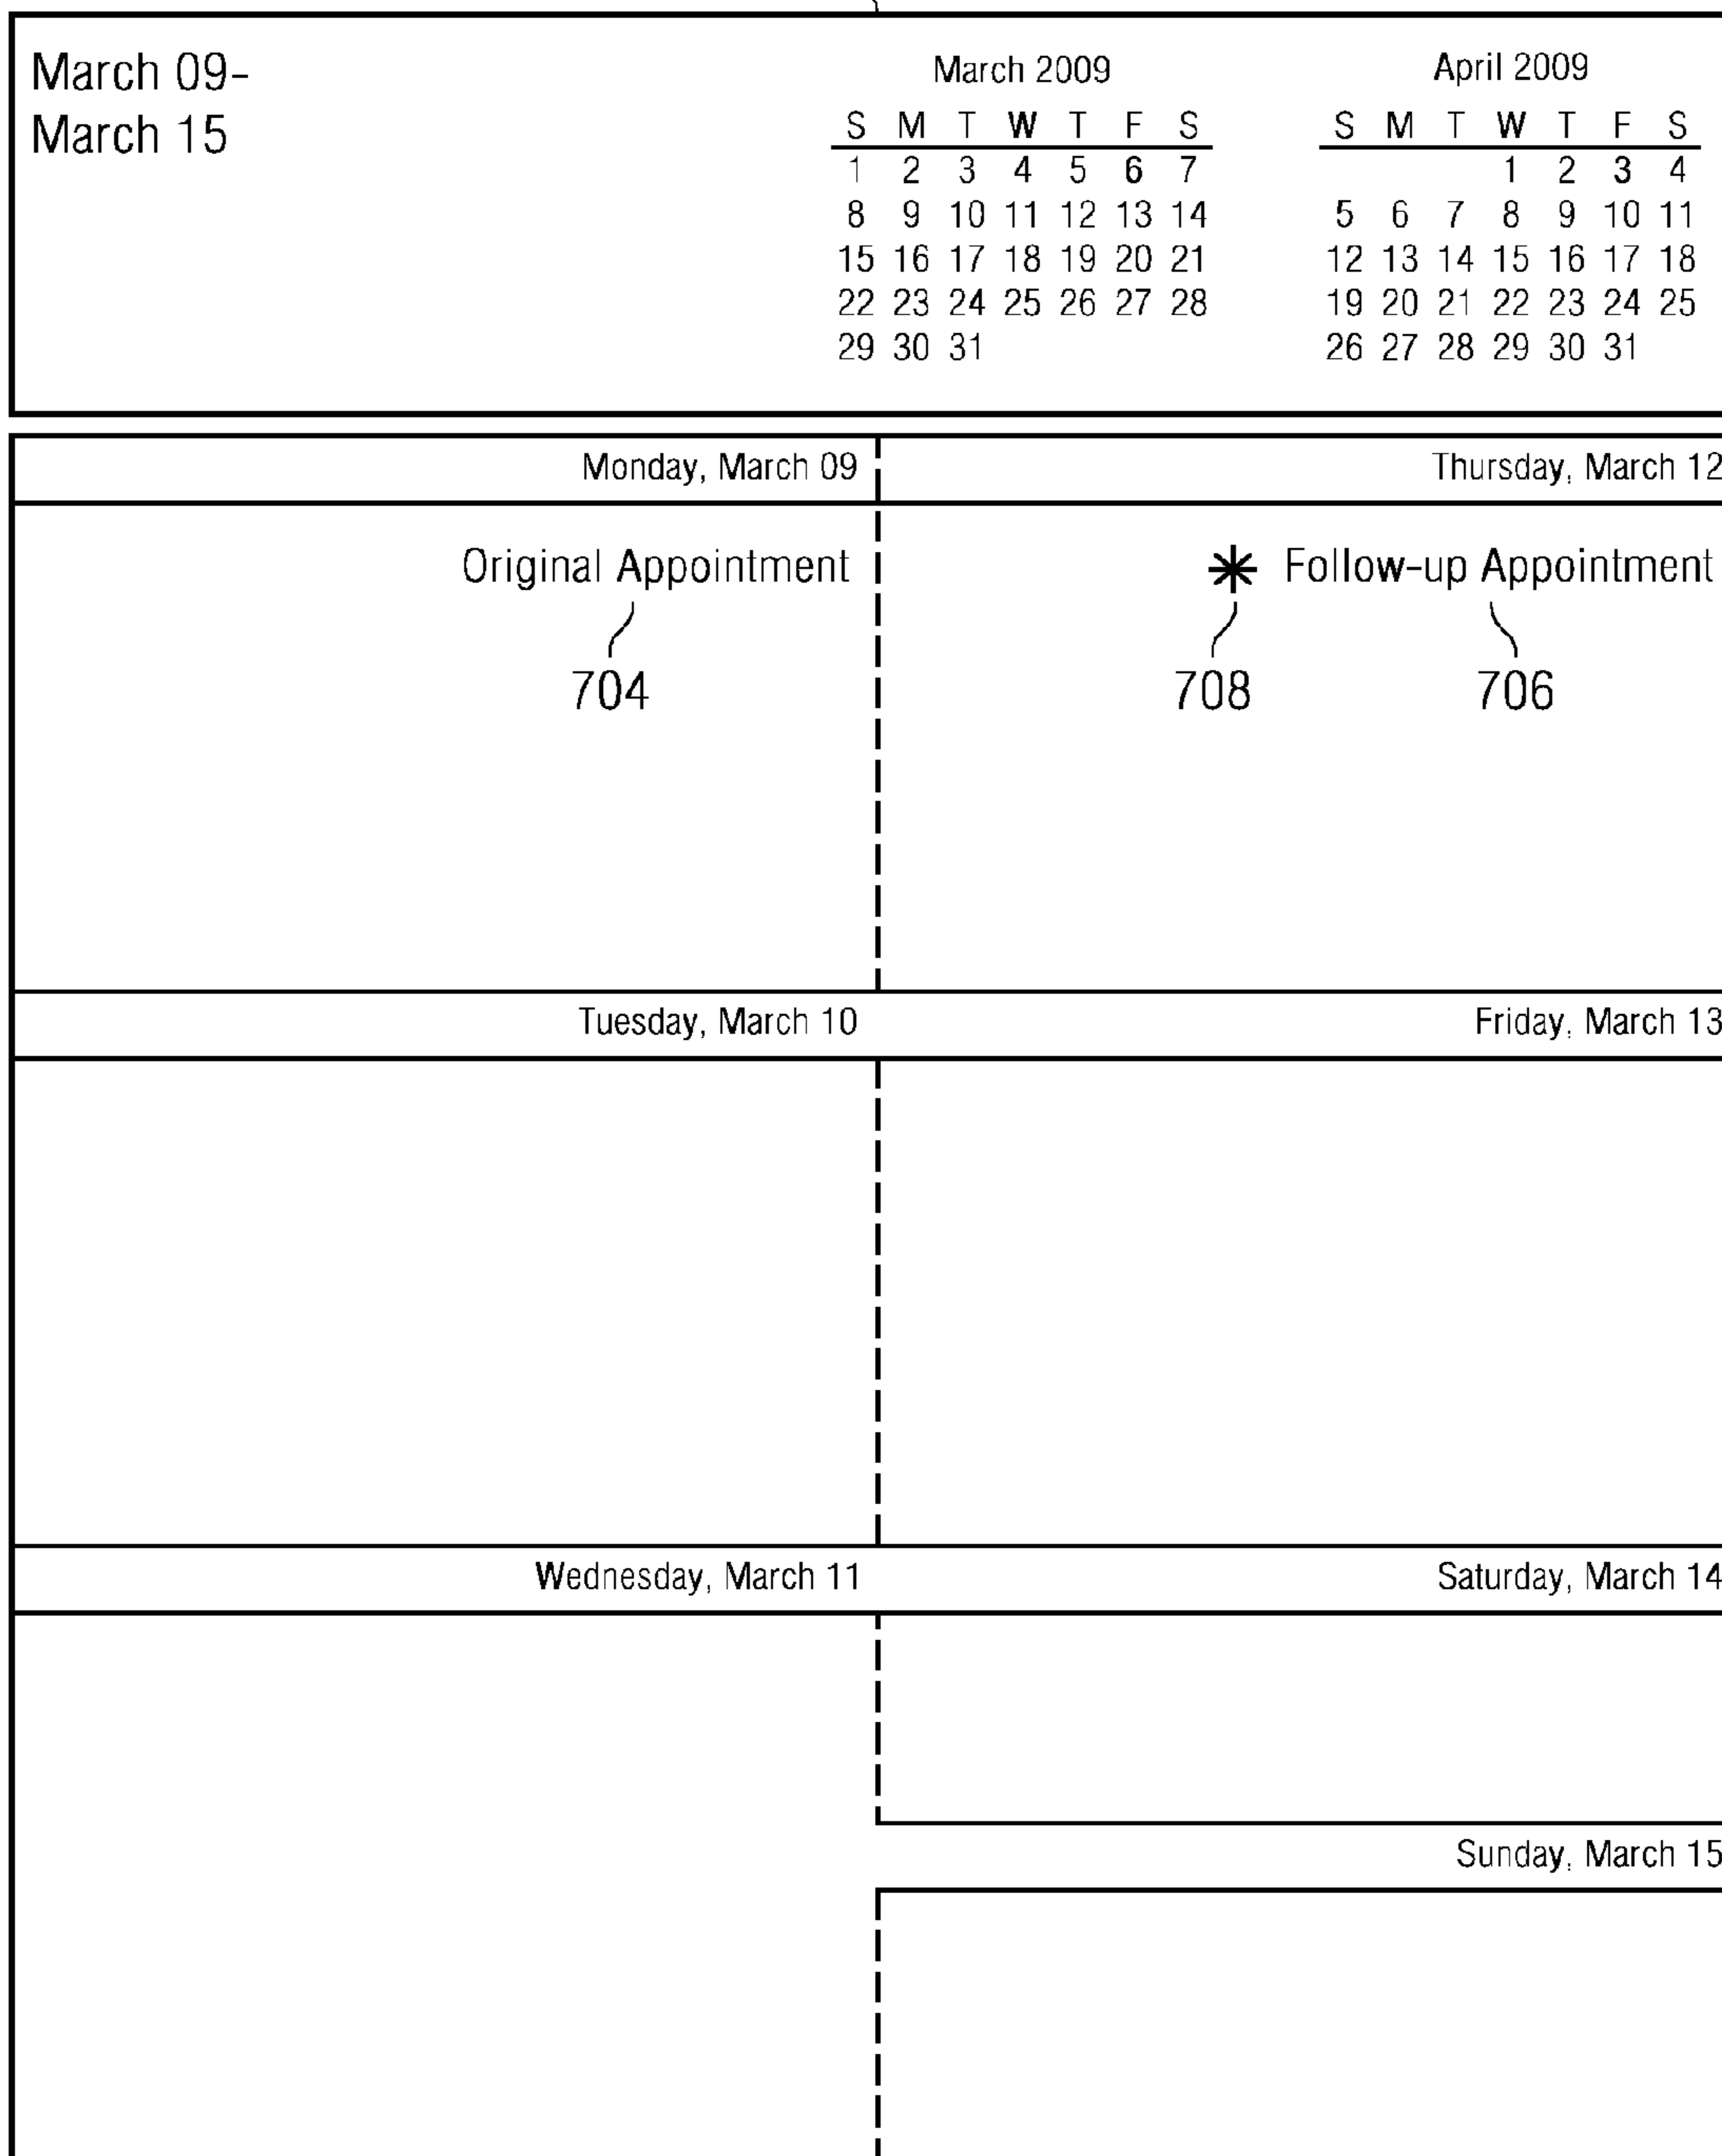 March 09-
March 15
March 2009
S M T W T F S
1 2 3 4 5 6 7
8 9 10 11 12 13 14
15 16 17 18 19 20 21
22 23 24 25 26 27 28
29 30 31
April 2009
S M T W T F S
1 2 3 4
5 6 7 8 9 10 11
12 13 14 15 16 17 18
19 20 21 22 23 24 25
26 27 28 29 30 31
Monday, March 09
Thursday, March 12
Original Appointment
* Follow-up Appointment
704
708
706
Tuesday, March 10
Friday, March 13
Wednesday, March 11
Saturday, March 14
Sunday, March 15